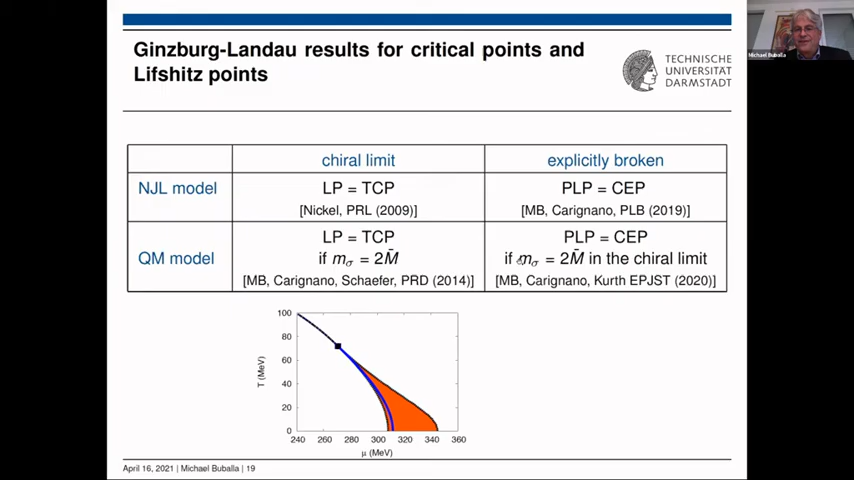 Michael Buballa
Ginzburg-Landau results for critical points and
Lifshitz points
TECHNISCHE
UNIVERSITÄT
DARMSTADT
chiral limit
explicitly broken
NJL model
LP = TCP
[Nickel, PRL (2009)]
PLP = CEP
[MB, Carignano, PLB (2019)]
QM model
LP = TCP
if mσ = 2M̄
[MB, Carignano, Schaefer, PRD (2014)]
PLP = CEP
if mσ = 2M̄ in the chiral limit
[MB, Carignano, Kurth EPJST (2020)]
T (MeV)
100
80
60
40
20
0
240 260 280 300 320 340 360
μ (MeV)
April 16, 2021 | Michael Buballa | 19